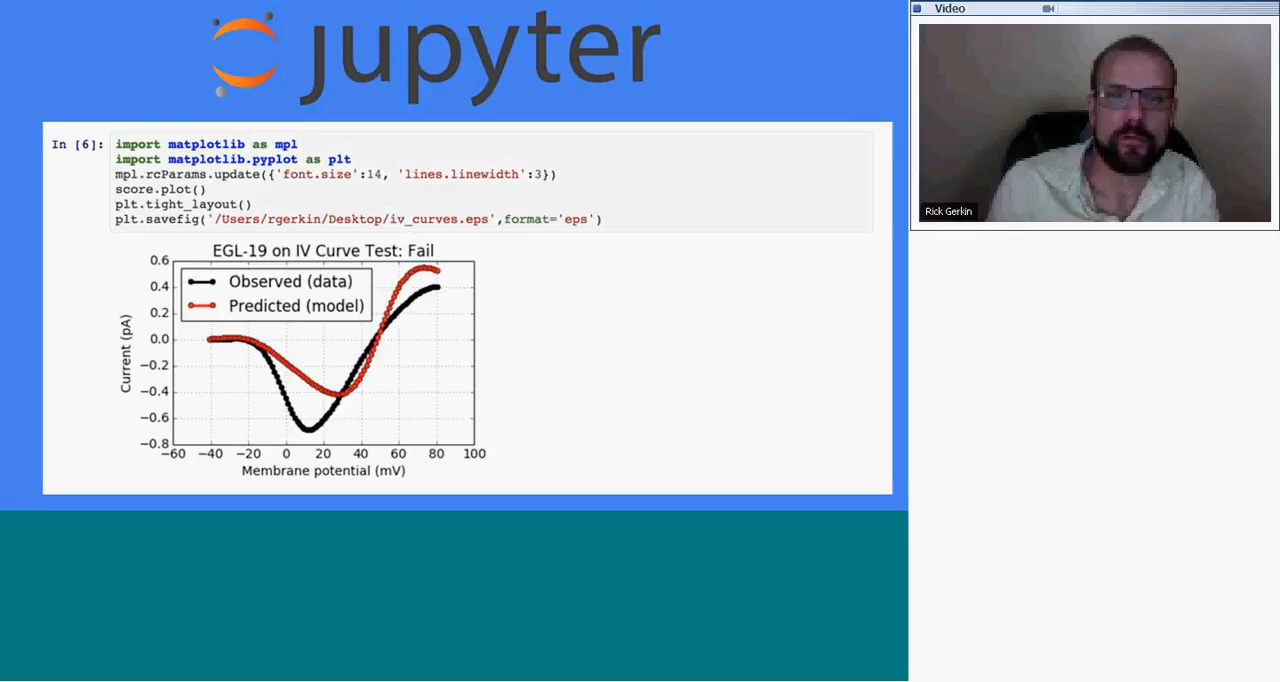 jupyter
Video
In [6]:
import matplotlib as mpl
import matplotlib.pyplot as plt
mpl.rcParams.update({'font.size':14, 'lines.linewidth':3})
score.plot()
plt.tight_layout()
plt.savefig('/Users/rgerkin/Desktop/iv_curves.eps',format='eps')
Rick Gerkin
EGL-19 on IV Curve Test: Fail
Observed (data)
Predicted (model)
0.6
0.4
0.2
0.0
−0.2
−0.4
−0.6
−0.8
Current (pA)
−60 −40 −20 0 20 40 60 80 100
Membrane potential (mV)